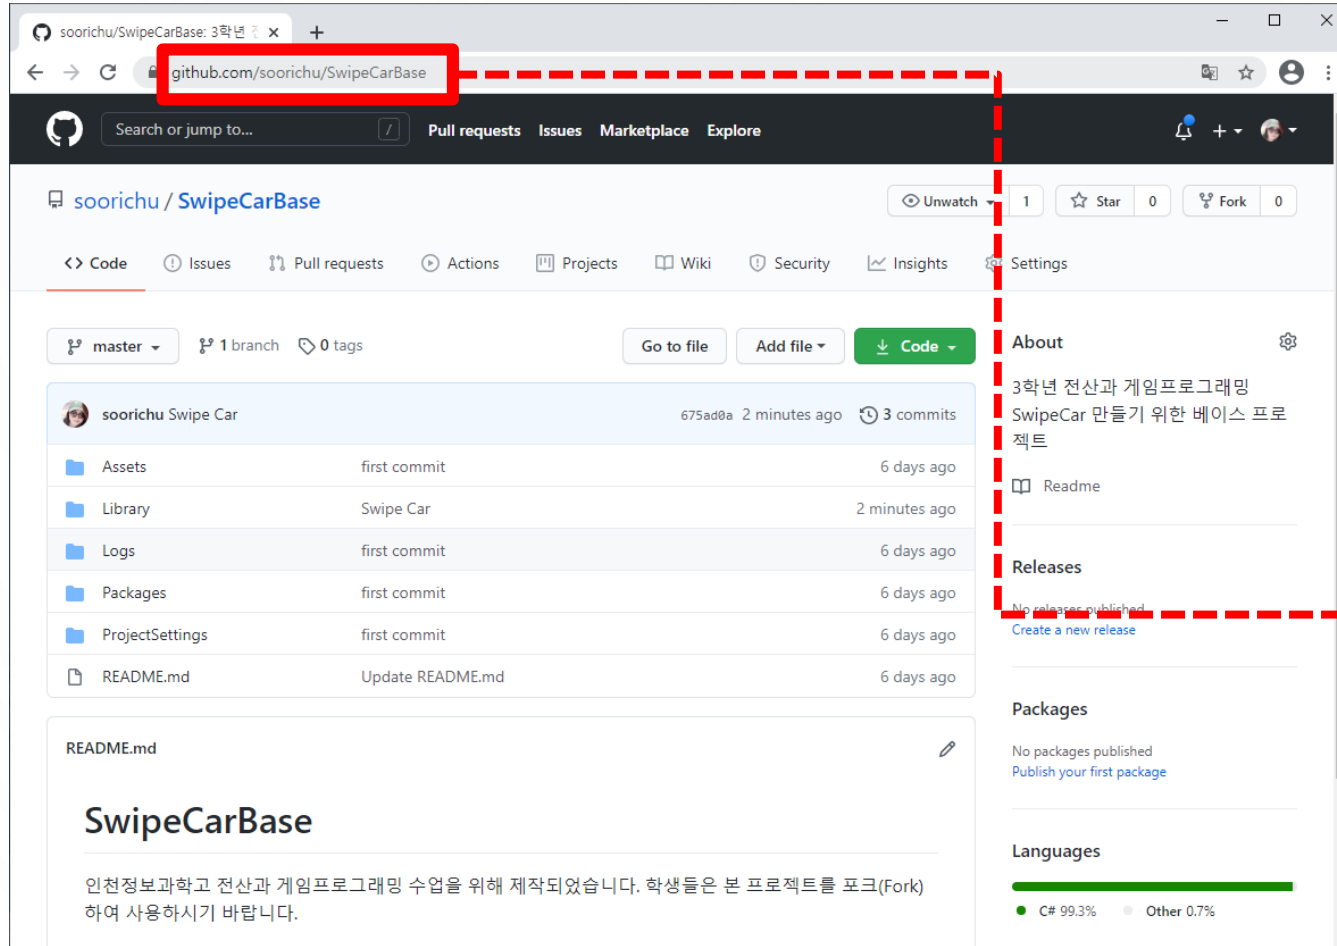 soorichu/SwipeCarBase: 3학년
github.com/soorichu/SwipeCarBase
Search or jump to... /
Pull requests Issues Marketplace Explore
soorichu / SwipeCarBase
Unwatch 1 Star 0 Fork 0
Code Issues Pull requests Actions Projects Wiki Security Insights Settings
master 1 branch 0 tags Go to file Add file Code
soorichu Swipe Car 675ad0a 2 minutes ago 3 commits
Assets first commit 6 days ago
Library Swipe Car 2 minutes ago
Logs first commit 6 days ago
Packages first commit 6 days ago
ProjectSettings first commit 6 days ago
README.md Update README.md 6 days ago
README.md
SwipeCarBase
인천정보과학고 전산과 게임프로그래밍 수업을 위해 제작되었습니다. 학생들은 본 프로젝트를 포크(Fork)
하여 사용하시기 바랍니다.
About
3학년 전산과 게임프로그래밍
SwipeCar 만들기 위한 베이스 프로
젝트
Readme
Releases
No releases published
Create a new release
Packages
No packages published
Publish your first package
Languages
C# 99.3% Other 0.7%